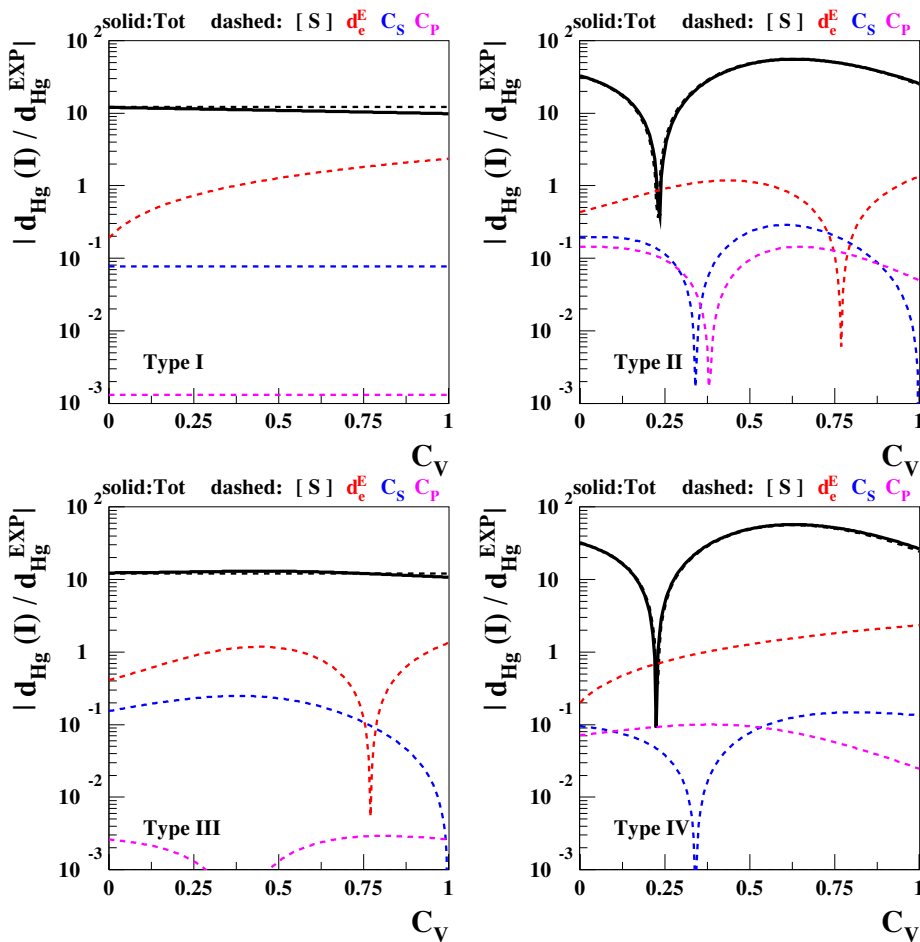 solid:Tot dashed: [ S ] d_e^E C_S C_P
| d_Hg (I) / d_Hg^EXP |
10^2
10
1
10^-1
10^-2
10^-3
Type I
0 0.25 0.5 0.75 1
C_V
solid:Tot dashed: [ S ] d_e^E C_S C_P
| d_Hg (I) / d_Hg^EXP |
10^2
10
1
10^-1
10^-2
10^-3
Type II
0 0.25 0.5 0.75 1
C_V
solid:Tot dashed: [ S ] d_e^E C_S C_P
| d_Hg (I) / d_Hg^EXP |
10^2
10
1
10^-1
10^-2
10^-3
Type III
0 0.25 0.5 0.75 1
C_V
solid:Tot dashed: [ S ] d_e^E C_S C_P
| d_Hg (I) / d_Hg^EXP |
10^2
10
1
10^-1
10^-2
10^-3
Type IV
0 0.25 0.5 0.75 1
C_V